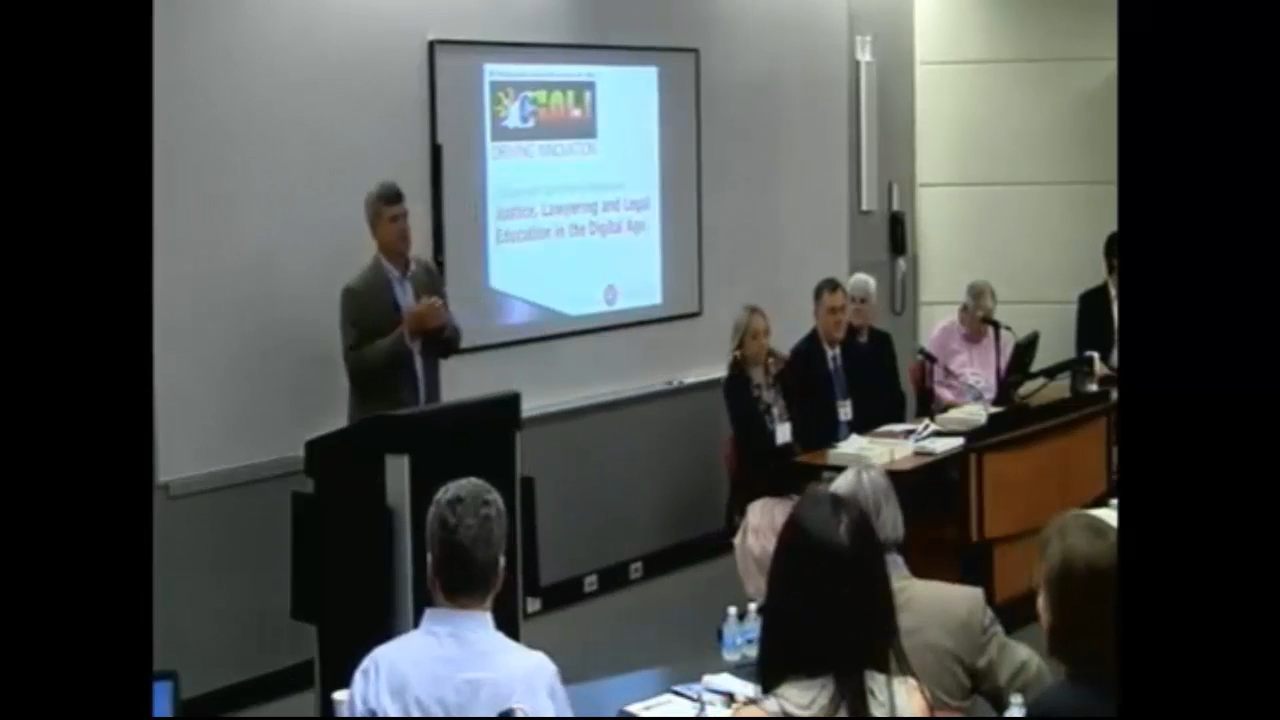 CALI
DRIVING INNOVATION
Justice, Lawyering and Legal
Education in the Digital Age.